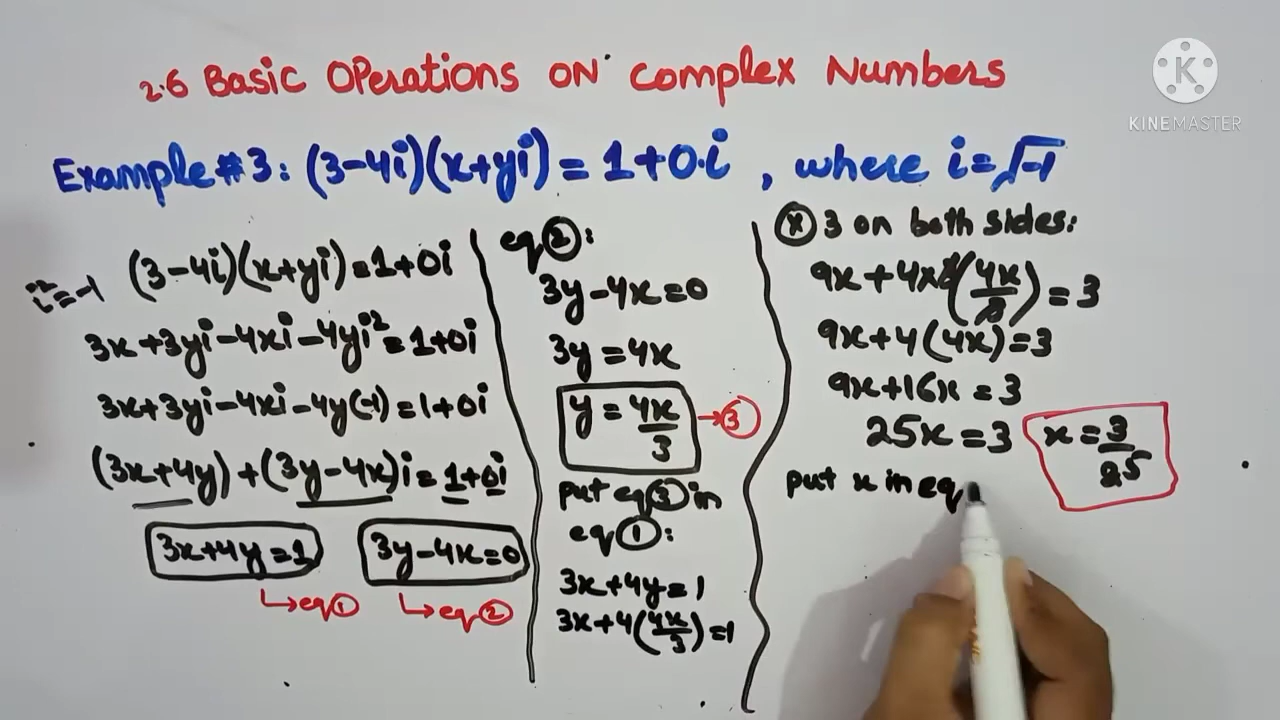 2.6 Basic Operations on Complex Numbers
KINEMASTER
Example #3: (3-4i)(x+yi) = 1+0·i , where i=√-1
i²=-1
(3-4i)(x+yi)=1+0i
3x+3yi-4xi-4yi²=1+0i
3x+3yi-4xi-4y(-1)=1+0i
(3x+4y)+(3y-4x)i=1+0i
3x+4y=1
3y-4x=0
eq①
eq②
eq②:
3y-4x=0
3y=4x
y=4x/3
→③
put eq③ in
eq①:
3x+4y=1
3x+4(4x/3)=1
ⓧ 3 on both sides:
9x+4x3(4x/3)=3
9x+4(4x)=3
9x+16x=3
25x=3
x=3/25
put x in eq